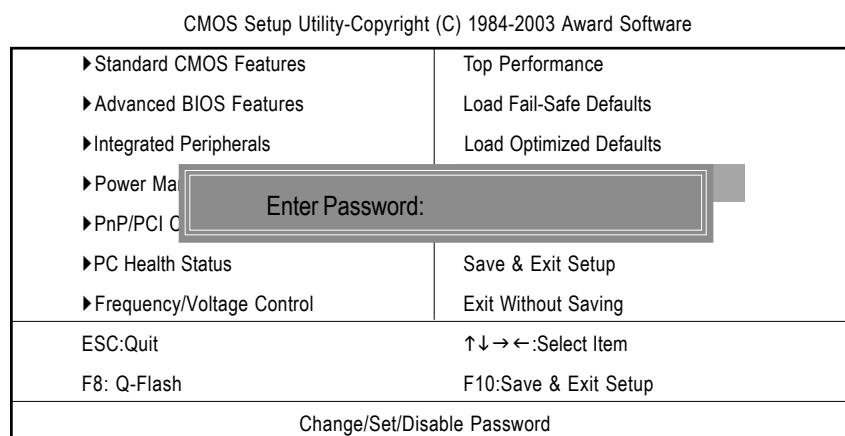 CMOS Setup Utility-Copyright (C) 1984-2003 Award Software
▶Standard CMOS Features Top Performance
▶Advanced BIOS Features Load Fail-Safe Defaults
▶Integrated Peripherals Load Optimized Defaults
▶Power Ma
▶PnP/PCI C
Enter Password:
▶PC Health Status Save & Exit Setup
▶Frequency/Voltage Control Exit Without Saving
ESC:Quit ↑↓→←:Select Item
F8: Q-Flash F10:Save & Exit Setup
Change/Set/Disable Password